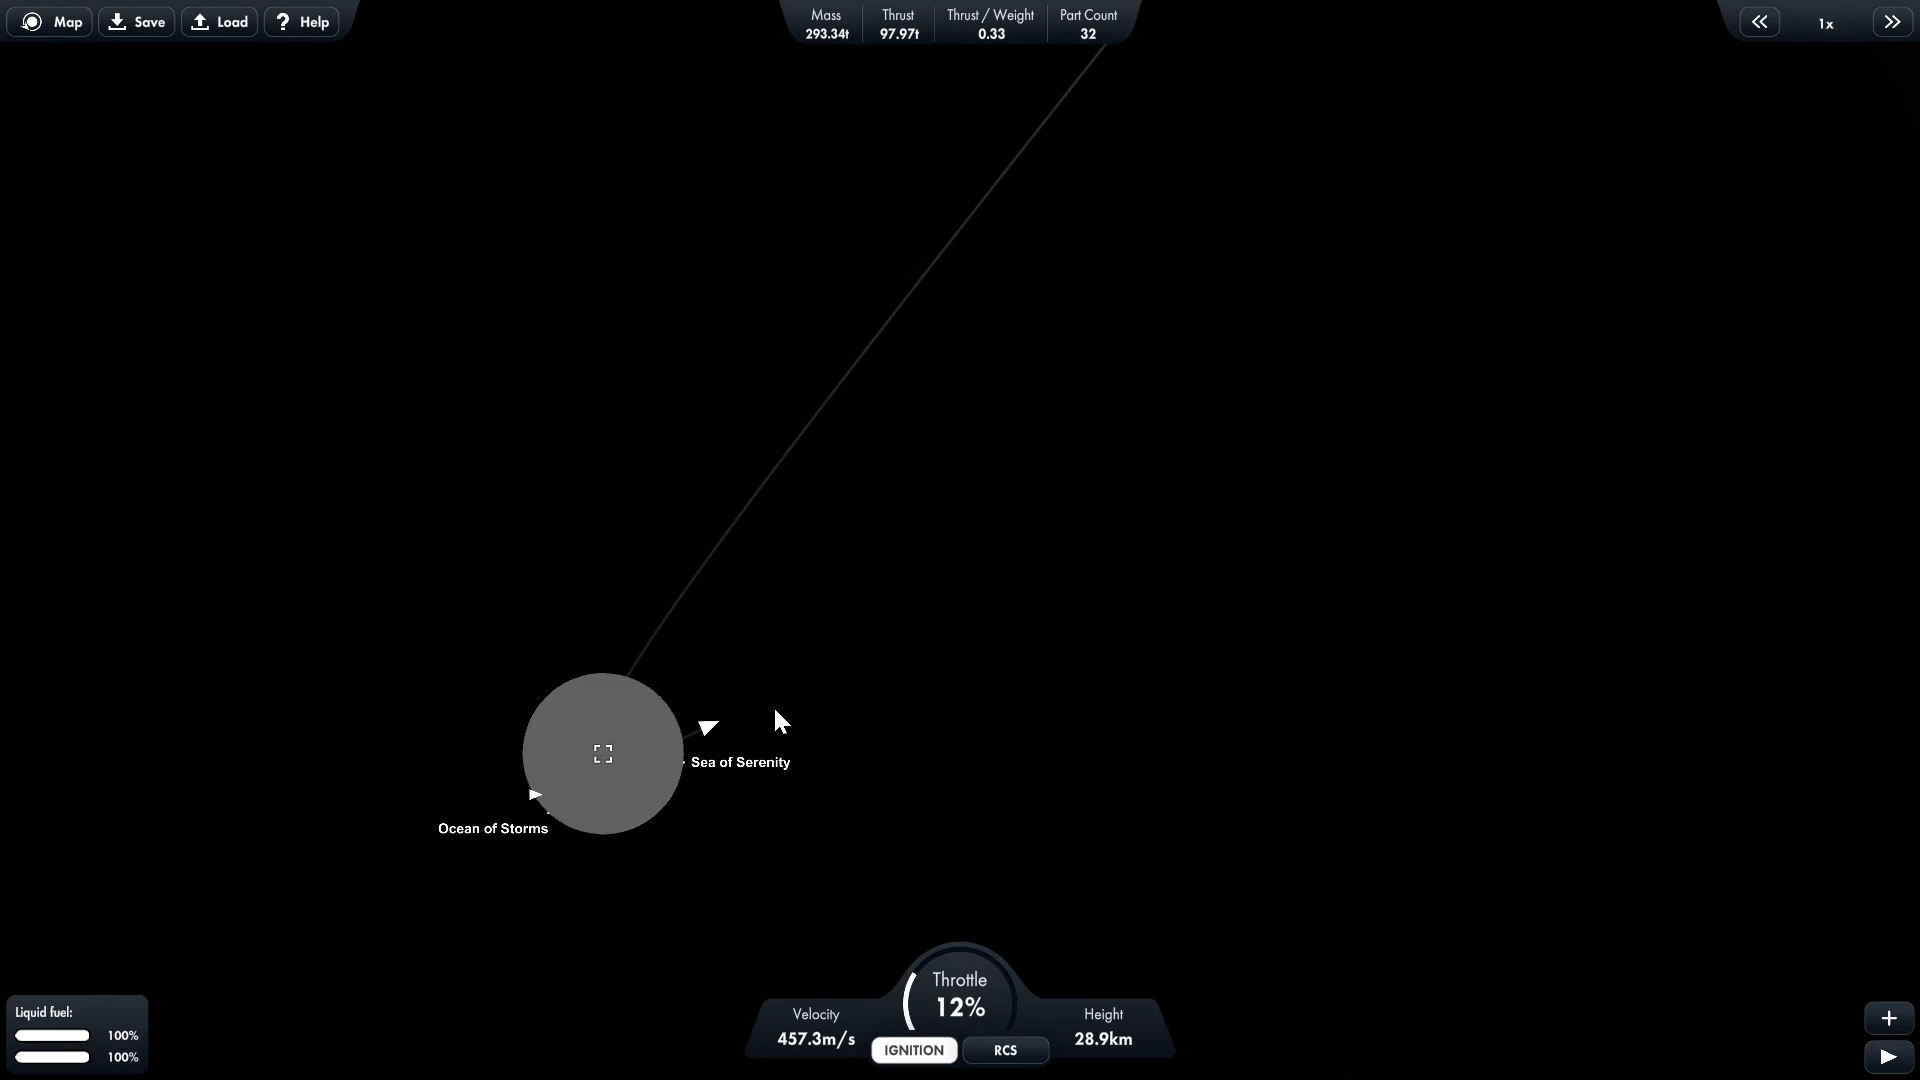 Map
Save
Load
? Help
Mass
293.34t
Thrust
97.97t
Thrust / Weight
0.33
Part Count
32
1x
Sea of Serenity
Ocean of Storms
Liquid fuel:
100%
100%
Throttle
12%
Velocity
457.3m/s
Height
28.9km
IGNITION
RCS